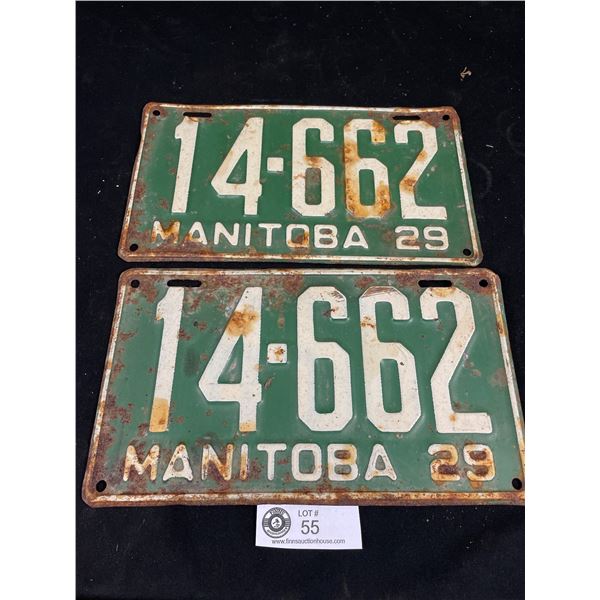 14-662
MANITOBA 29
14-662
MANITOBA 29
LOT #
55
www.finnsauctionhouse.com